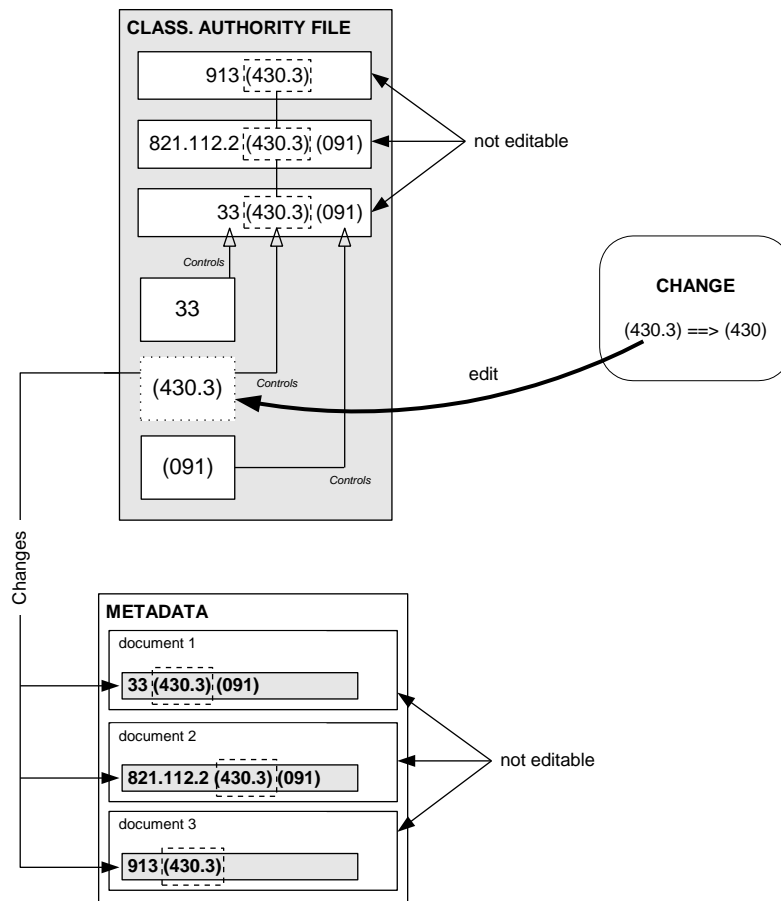 CLASS. AUTHORITY FILE
913 (430.3)
821.112.2 (430.3) (091)
not editable
33 (430.3) (091)
Controls
33
CHANGE
(430.3) ==> (430)
edit
(430.3)
Controls
(091)
Controls
Changes
METADATA
document 1
33 (430.3) (091)
document 2
821.112.2 (430.3) (091)
not editable
document 3
913 (430.3)